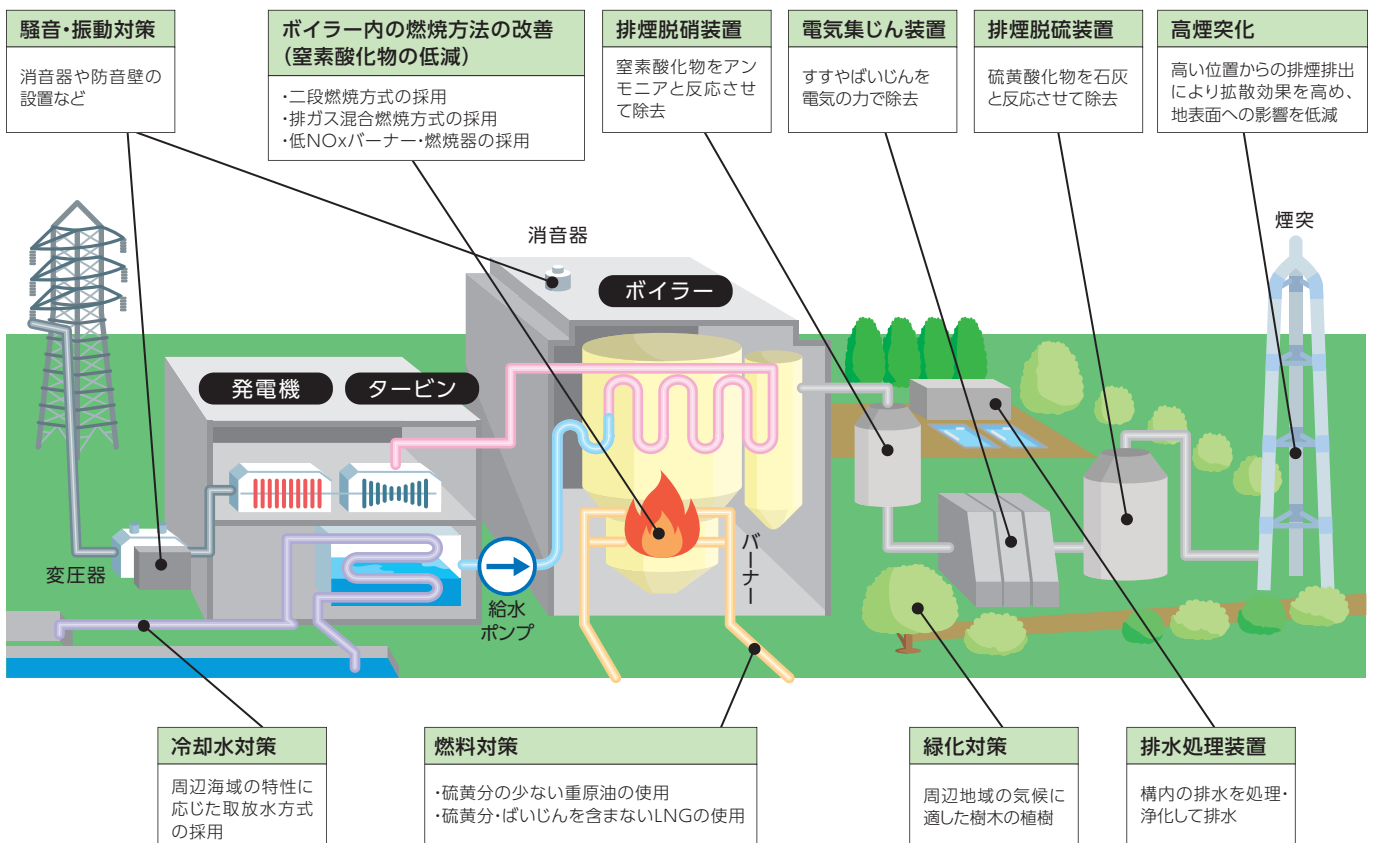 騒音・振動対策
消音器や防音壁の
設置など
ボイラー内の燃焼方法の改善
(窒素酸化物の低減)
・二段燃焼方式の採用
・排ガス混合燃焼方式の採用
・低NOxバーナー・燃焼器の採用
排煙脱硝装置
窒素酸化物をアン
モニアと反応させ
て除去
電気集じん装置
すすやばいじんを
電気の力で除去
排煙脱硫装置
硫黄酸化物を石灰
と反応させて除去
高煙突化
高い位置からの排煙排出
により拡散効果を高め、
地表面への影響を低減
消音器
煙突
ボイラー
発電機
タービン
バーナー
変圧器
給水
ポンプ
冷却水対策
周辺海域の特性に
応じた取放水方式
の採用
燃料対策
・硫黄分の少ない重原油の使用
・硫黄分・ばいじんを含まないLNGの使用
緑化対策
周辺地域の気候に
適した樹木の植樹
排水処理装置
構内の排水を処理・
浄化して排水